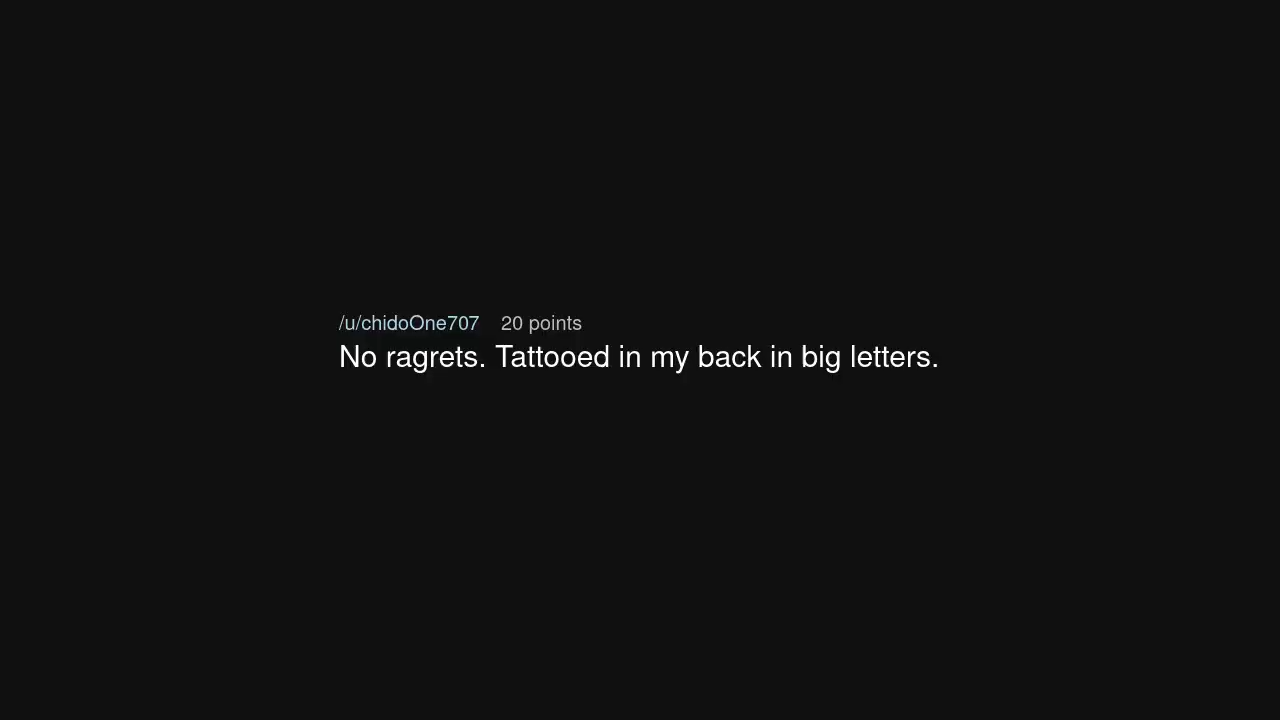 /u/chidoOne707 20 points
No ragrets. Tattooed in my back in big letters.